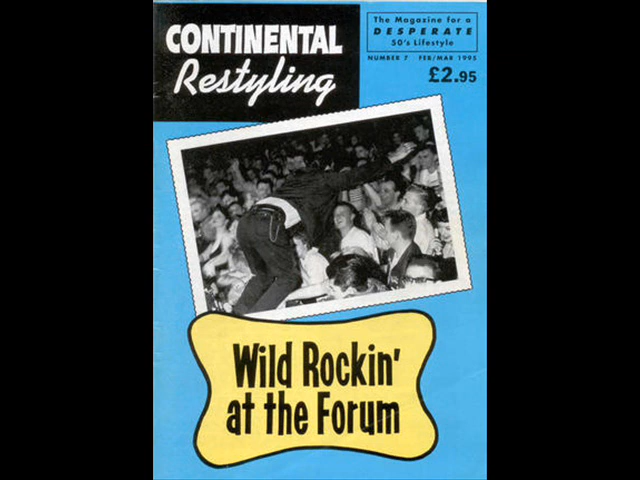 CONTINENTAL
Restyling
The Magazine for a
DESPERATE
50's Lifestyle
NUMBER 7 FEB/MAR 1995
£2.95
Wild Rockin'
at the Forum